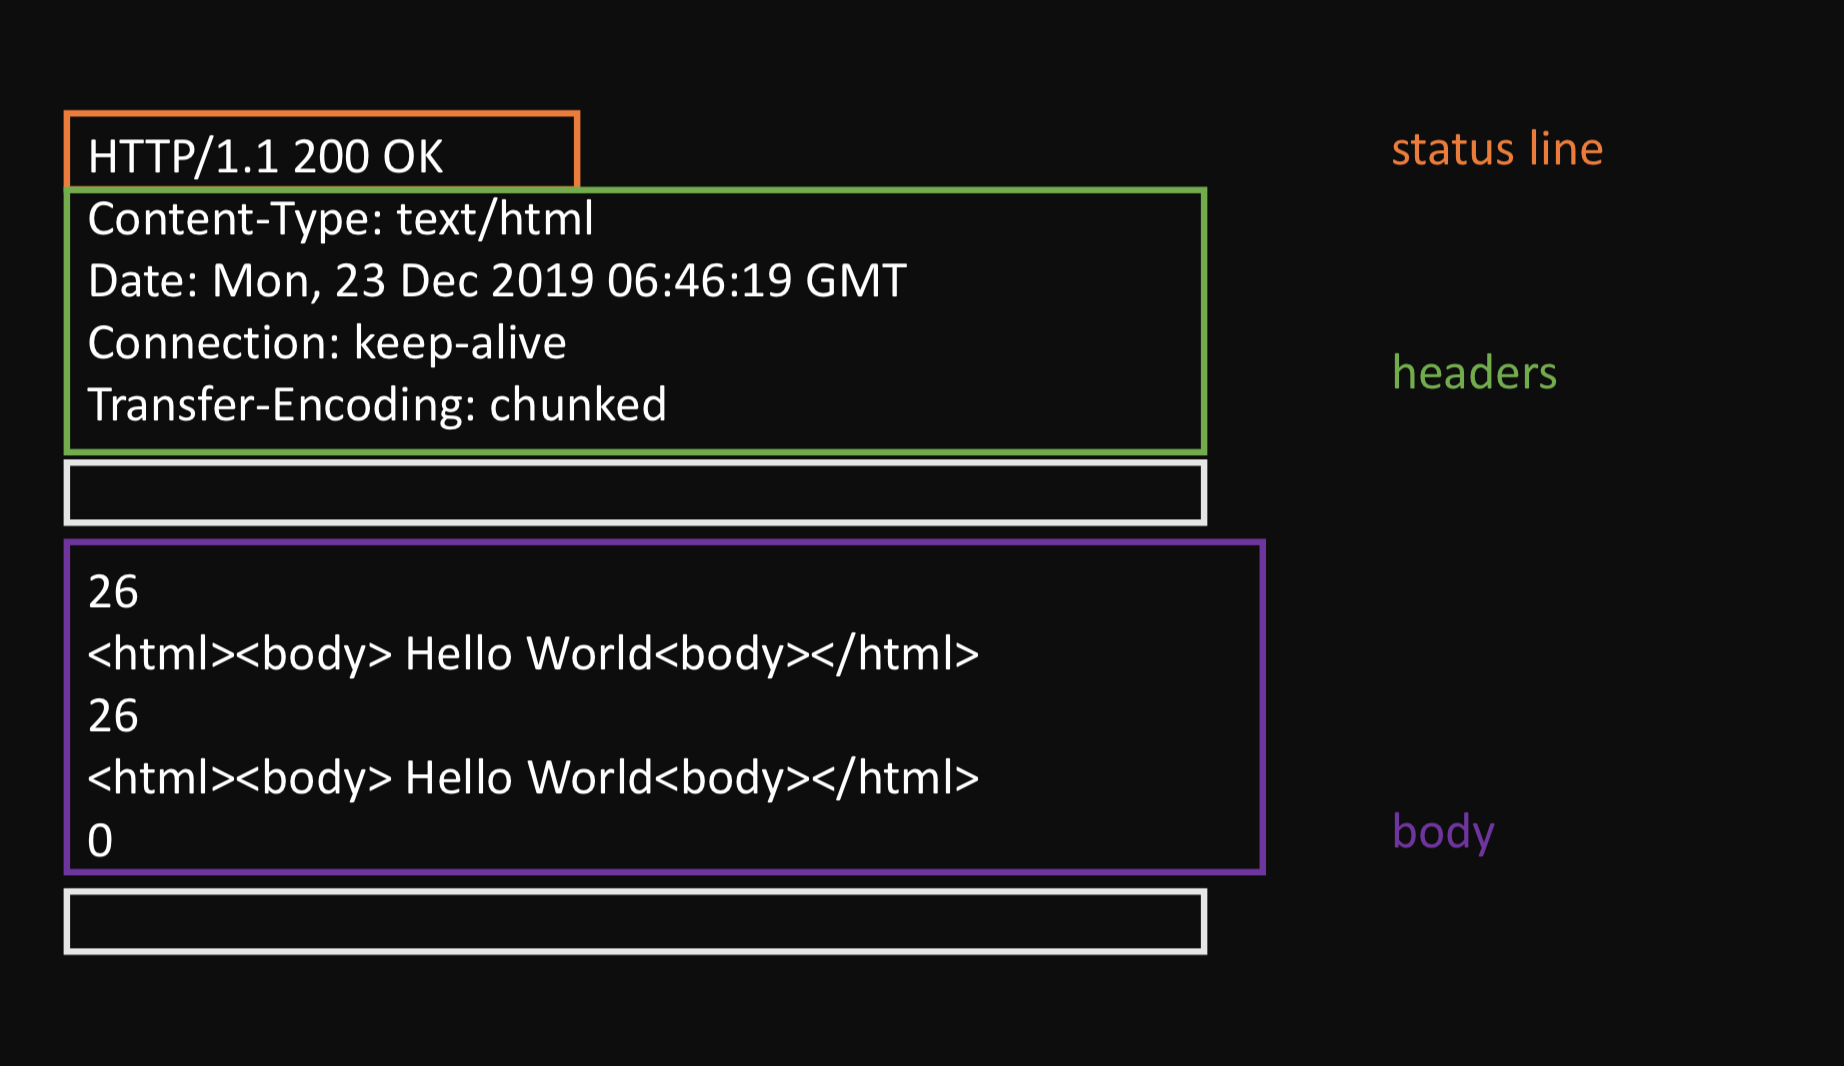 HTTP/1.1 200 OK
status line
Content-Type: text/html
Date: Mon, 23 Dec 2019 06:46:19 GMT
Connection: keep-alive
Transfer-Encoding: chunked
headers
26
<html><body> Hello World<body></html>
26
<html><body> Hello World<body></html>
0
body